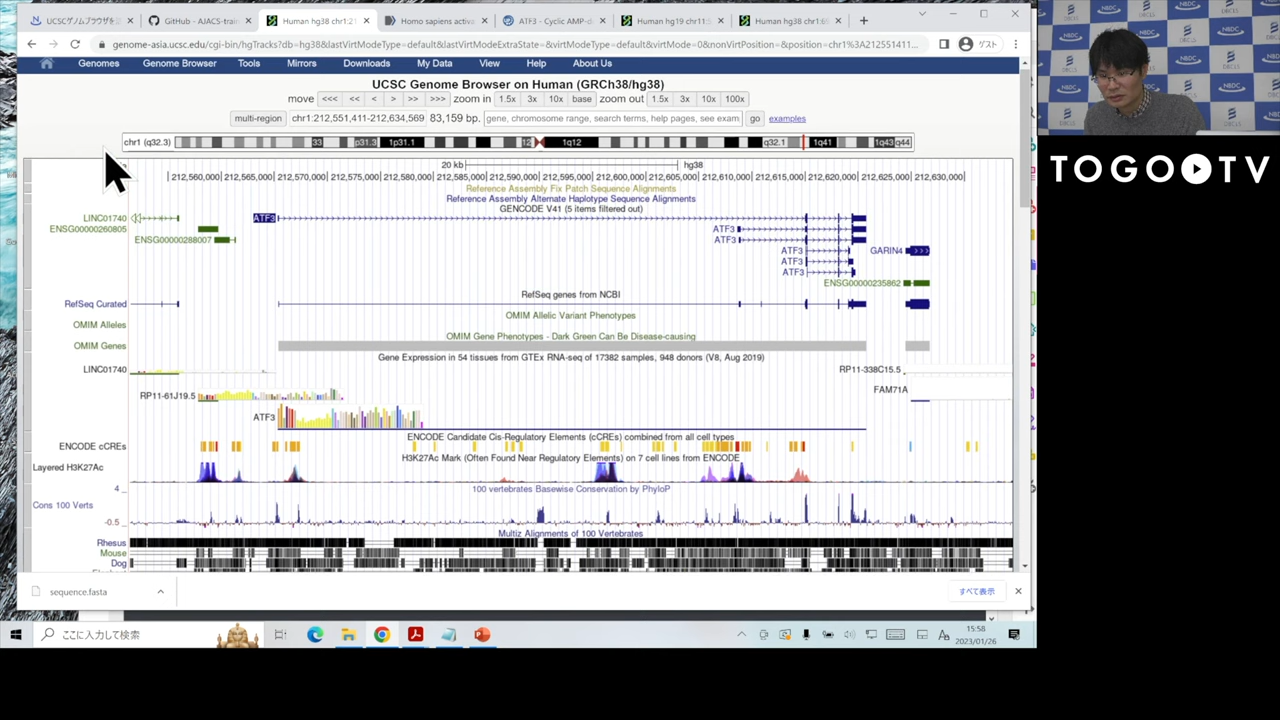 UCSCゲノムブラウザを GitHub - AJACS-train Human hg38 chr1:21 Homo sapiens activa ATF3 - Cyclic AMP-d Human hg19 chr11:5 Human hg38 chr1:6
genome-asia.ucsc.edu/cgi-bin/hgTracks?db=hg38&lastVirtModeType=default&lastVirtModeExtraState=&virtModeType=default&virtMode=0&nonVirtPosition=&position=chr1%3A212551411... ゲスト
Genomes Genome Browser Tools Mirrors Downloads My Data View Help About Us
UCSC Genome Browser on Human (GRCh38/hg38)
move <<< << < > >> >>> zoom in 1.5x 3x 10x base zoom out 1.5x 3x 10x 100x
multi-region chr1:212,551,411-212,634,569 83,159 bp. gene, chromosome range, search terms, help pages, see exam go examples
chr1 (q32.3) 33 p31.3 1p31.1 12 1q12 q32.1 1q41 q43 q44
20 kb hg38
212,560,000 212,565,000 212,570,000 212,575,000 212,580,000 212,585,000 212,590,000 212,595,000 212,600,000 212,605,000 212,610,000 212,615,000 212,620,000 212,625,000 212,630,000
Reference Assembly Fix Patch Sequence Alignments
Reference Assembly Alternate Haplotype Sequence Alignments
GENCODE V41 (5 items filtered out)
LINC01740 ATF3
ENSG00000260805 ATF3
ENSG00000288007 ATF3
ATF3 GARIN4
ATF3
ATF3
ENSG00000235862
RefSeq genes from NCBI
RefSeq Curated
OMIM Allelic Variant Phenotypes
OMIM Alleles
OMIM Gene Phenotypes - Dark Green Can Be Disease-causing
OMIM Genes
Gene Expression in 54 tissues from GTEx RNA-seq of 17382 samples, 948 donors (V8, Aug 2019)
LINC01740 RP11-338C15.5
RP11-61J19.5 FAM71A
ATF3
ENCODE Candidate Cis-Regulatory Elements (cCREs) combined from all cell types
ENCODE cCREs
H3K27Ac Mark (Often Found Near Regulatory Elements) on 7 cell lines from ENCODE
Layered H3K27Ac
100 vertebrates Basewise Conservation by PhyloP
4
Cons 100 Verts
-0.5
Multiz Alignments of 100 Vertebrates
Rhesus
Mouse
Dog
sequence.fasta すべて表示
ここに入力して検索 15:58
2023/01/26
TOGO TV
NBDC
DBCLS